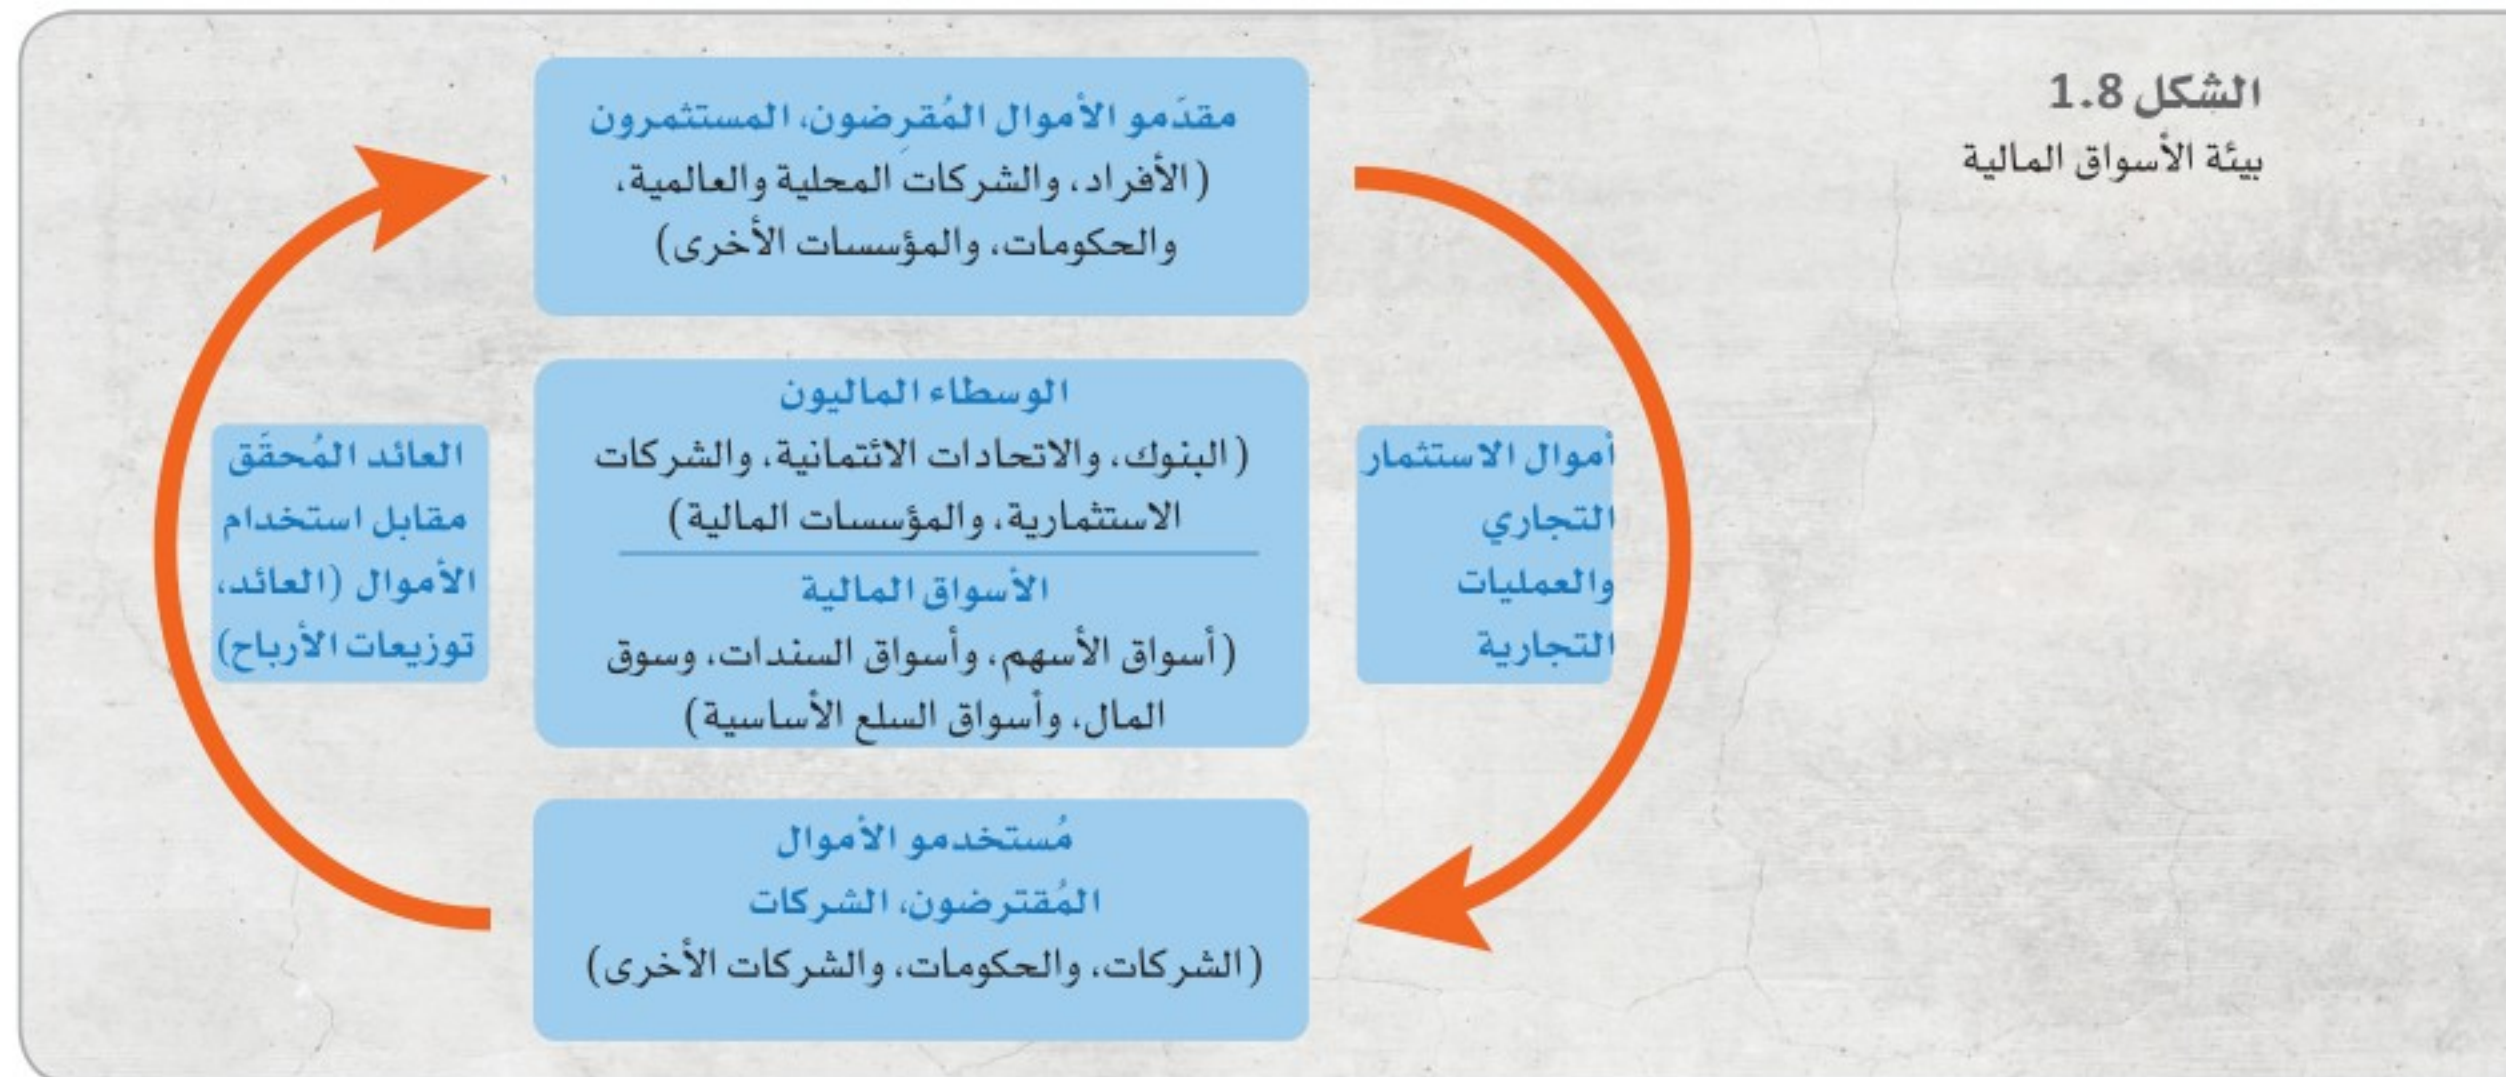 الشكل 1.8
بيئة الأسواق المالية
مقدَمو الأموال المُقرِضون، المستثمرون
(الأفراد، والشركات المحلية والعالمية،
والحكومات، والمؤسسات الأخرى)
الوسطاء الماليون
(البنوك، والاتحادات الائتمانية، والشركات
الاستثمارية، والمؤسسات المالية)
الأسواق المالية
(أسواق الأسهم، وأسواق السندات، وسوق
المال، وأسواق السلع الأساسية)
مُستخدمو الأموال
المُقترضون، الشركات
(الشركات، والحكومات، والشركات الأخرى)
أموال الاستثمار
التجاري
والعمليات
التجارية
العائد المُحقَق
مقابل استخدام
الأموال (العائد،
توزيعات الأرباح)